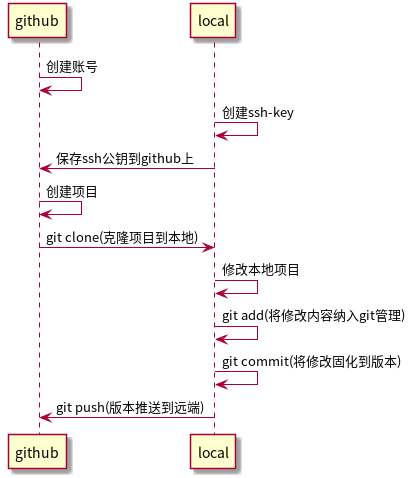 github
local
创建账号
创建ssh-key
保存ssh公钥到github上
创建项目
git clone(克隆项目到本地)
修改本地项目
git add(将修改内容纳入git管理)
git commit(将修改固化到版本)
git push(版本推送到远端)
github
local